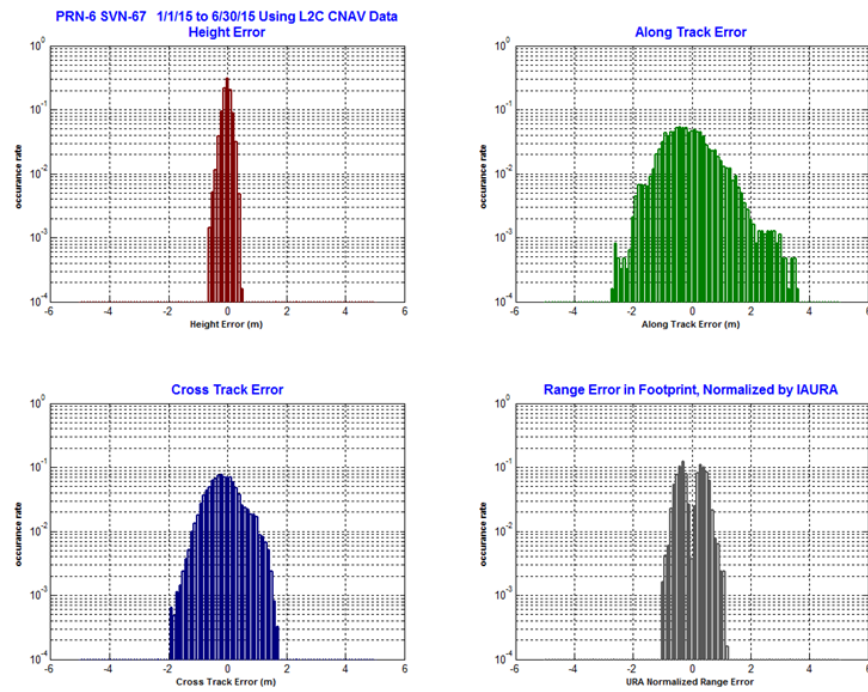 PRN-6 SVN-67 1/1/15 to 6/30/15 Using L2C CNAV Data
Height Error
10^0
10^-1
10^-2
10^-3
10^-4
occurance rate
-6 -4 -2 0 2 4 6
Height Error (m)
Along Track Error
10^0
10^-1
10^-2
10^-3
10^-4
occurance rate
-6 -4 -2 0 2 4 6
Along Track Error (m)
Cross Track Error
10^0
10^-1
10^-2
10^-3
10^-4
occurance rate
-6 -4 -2 0 2 4 6
Cross Track Error (m)
Range Error in Footprint, Normalized by IAURA
10^0
10^-1
10^-2
10^-3
10^-4
occurance rate
-6 -4 -2 0 2 4 6
URA Normalized Range Error